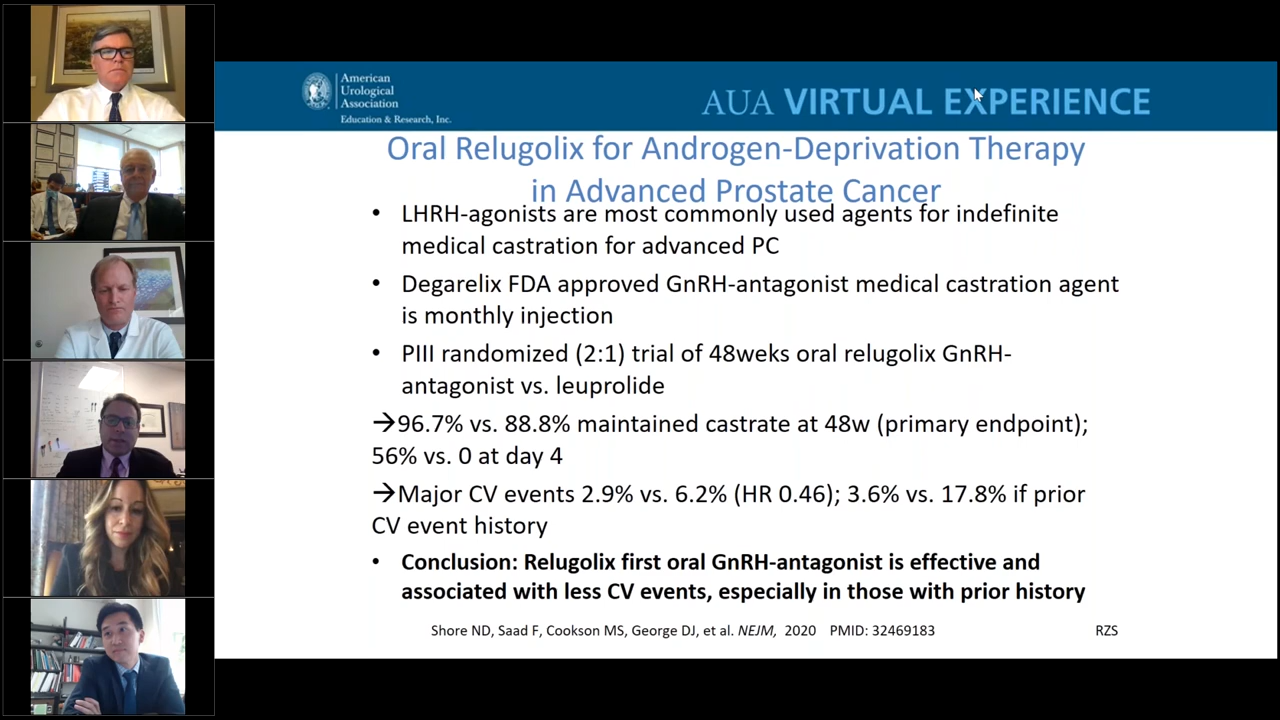 American
Urological
Association
Education & Research, Inc.
AUA VIRTUAL EXPERIENCE
Oral Relugolix for Androgen-Deprivation Therapy
in Advanced Prostate Cancer
• LHRH-agonists are most commonly used agents for indefinite
medical castration for advanced PC
• Degarelix FDA approved GnRH-antagonist medical castration agent
is monthly injection
• PIII randomized (2:1) trial of 48weks oral relugolix GnRH-
antagonist vs. leuprolide
→96.7% vs. 88.8% maintained castrate at 48w (primary endpoint);
56% vs. 0 at day 4
→Major CV events 2.9% vs. 6.2% (HR 0.46); 3.6% vs. 17.8% if prior
CV event history
• Conclusion: Relugolix first oral GnRH-antagonist is effective and
associated with less CV events, especially in those with prior history
Shore ND, Saad F, Cookson MS, George DJ, et al. NEJM, 2020 PMID: 32469183 RZS